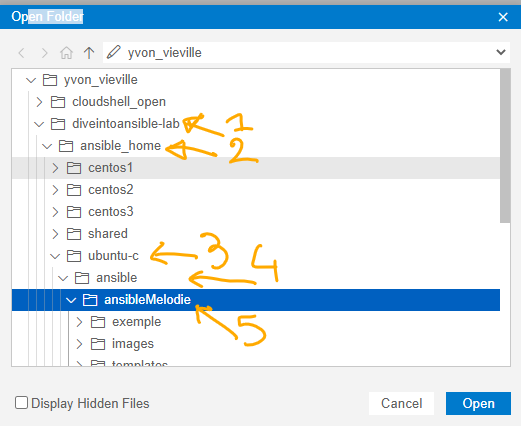 Open Folder
yvon_vieville
yvon_vieville
cloudshell_open
diveintoansible-lab 1
ansible_home 2
centos1
centos2
centos3
shared
ubuntu-c 3
ansible 4
ansibleMelodie
exemple 5
images
templates
Display Hidden Files Cancel Open